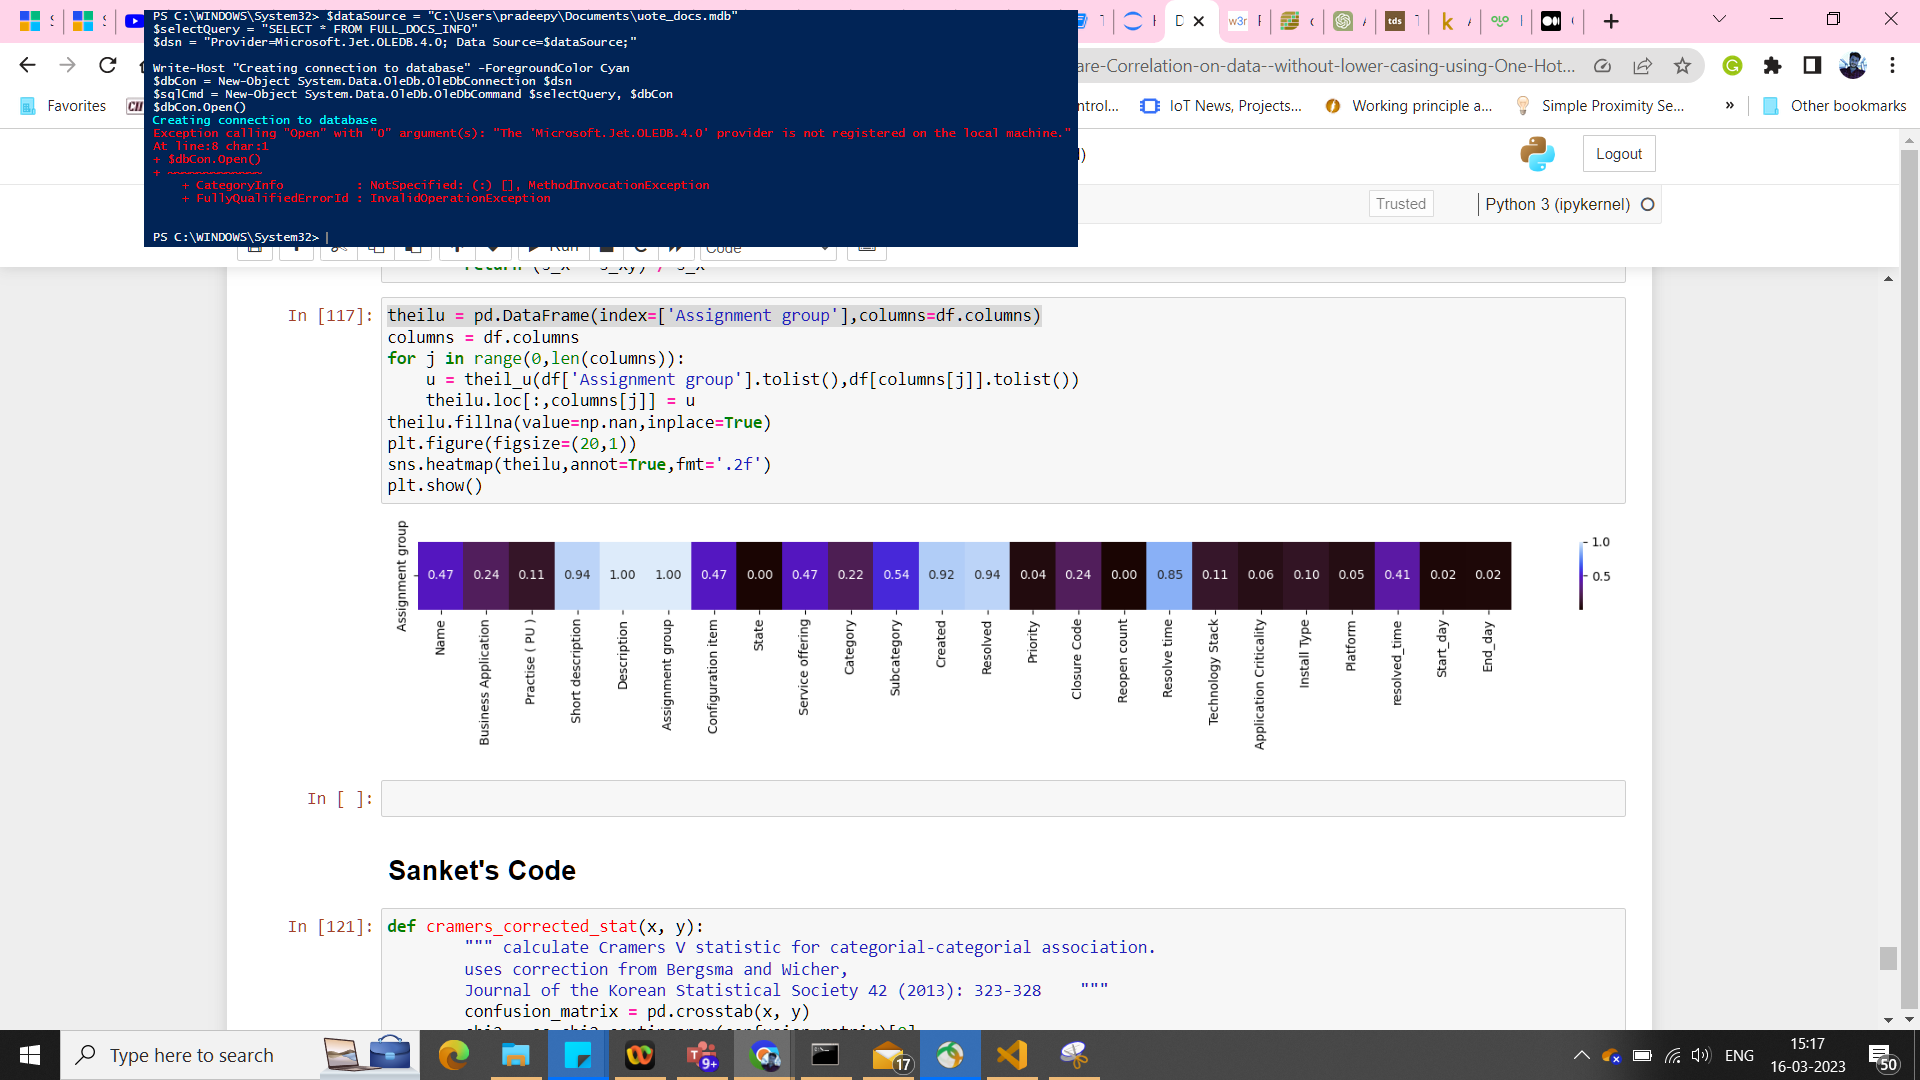 PS C:\WINDOWS\System32> $dataSource = "C:\Users\pradeepy\Documents\uote_docs.mdb"
$selectQuery = "SELECT * FROM FULL_DOCS_INFO"
$dsn = "Provider=Microsoft.Jet.OLEDB.4.0; Data Source=$dataSource;"
Write-Host "Creating connection to database" -ForegroundColor Cyan
$dbCon = New-Object System.Data.OleDb.OleDbConnection $dsn
$sqlCmd = New-Object System.Data.OleDb.OleDbCommand $selectQuery, $dbCon
$dbCon.Open()
Creating connection to database
Exception calling "Open" with "0" argument(s): "The 'Microsoft.Jet.OLEDB.4.0' provider is not registered on the local machine."
At line:8 char:1
+ $dbCon.Open()
+ ~~~~~~~~~~~~~
+ CategoryInfo : NotSpecified: (:) [], MethodInvocationException
+ FullyQualifiedErrorId : InvalidOperationException
PS C:\WINDOWS\System32>
are-Correlation-on-data--without-lower-casing-using-One-Hot...
Favorites
ntrol... IoT News, Projects... Working principle a... Simple Proximity Se... » Other bookmarks
Logout
Trusted Python 3 (ipykernel)
Run Code
In [117]:
theilu = pd.DataFrame(index=['Assignment group'],columns=df.columns)
columns = df.columns
for j in range(0,len(columns)):
u = theil_u(df['Assignment group'].tolist(),df[columns[j]].tolist())
theilu.loc[:,columns[j]] = u
theilu.fillna(value=np.nan,inplace=True)
plt.figure(figsize=(20,1))
sns.heatmap(theilu,annot=True,fmt='.2f')
plt.show()
Assignment group
0.47 0.24 0.11 0.94 1.00 1.00 0.47 0.00 0.47 0.22 0.54 0.92 0.94 0.04 0.24 0.00 0.85 0.11 0.06 0.10 0.05 0.41 0.02 0.02
1.0
0.5
Name
Business Application
Practise ( PU )
Short description
Description
Assignment group
Configuration item
State
Service offering
Category
Subcategory
Created
Resolved
Priority
Closure Code
Reopen count
Resolve time
Technology Stack
Application Criticality
Install Type
Platform
resolved_time
Start_day
End_day
In [ ]:
Sanket's Code
In [121]:
def cramers_corrected_stat(x, y):
""" calculate Cramers V statistic for categorial-categorial association.
uses correction from Bergsma and Wicher,
Journal of the Korean Statistical Society 42 (2013): 323-328 """
confusion_matrix = pd.crosstab(x, y)
Type here to search
9+
17
ENG
15:17
16-03-2023
50